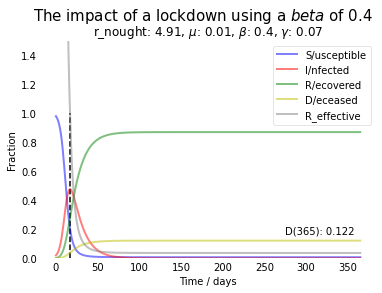 The impact of a lockdown using a beta of 0.4
r_nought: 4.91, μ: 0.01, β: 0.4, γ: 0.07
1.4
1.2
1.0
0.8
0.6
0.4
0.2
0.0
Fraction
S/usceptible
I/nfected
R/ecovered
D/eceased
R_effective
D(365): 0.122
0 50 100 150 200 250 300 350
Time / days